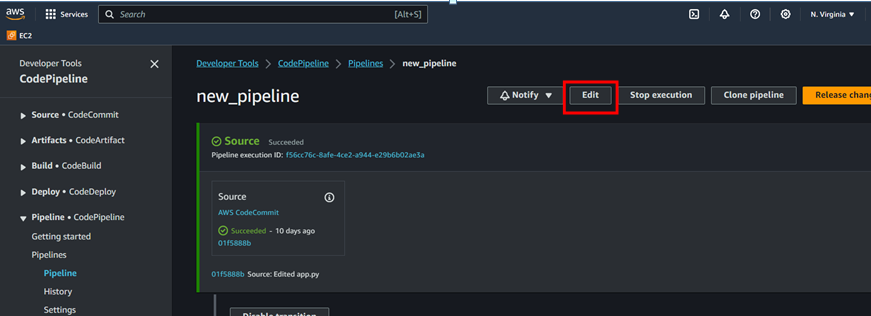 aws Services Search [Alt+S] N. Virginia
EC2
Developer Tools
CodePipeline
Source • CodeCommit
Artifacts • CodeArtifact
Build • CodeBuild
Deploy • CodeDeploy
Pipeline • CodePipeline
Getting started
Pipelines
Pipeline
History
Settings
Developer Tools > CodePipeline > Pipelines > new_pipeline
new_pipeline
Notify Edit Stop execution Clone pipeline Release chang
Source Succeeded
Pipeline execution ID: f56cc76c-8afe-4ce2-a944-e29b6b02ae3a
Source
AWS CodeCommit
Succeeded - 10 days ago
01f5888b
01f5888b Source: Edited app.py
Disable transition